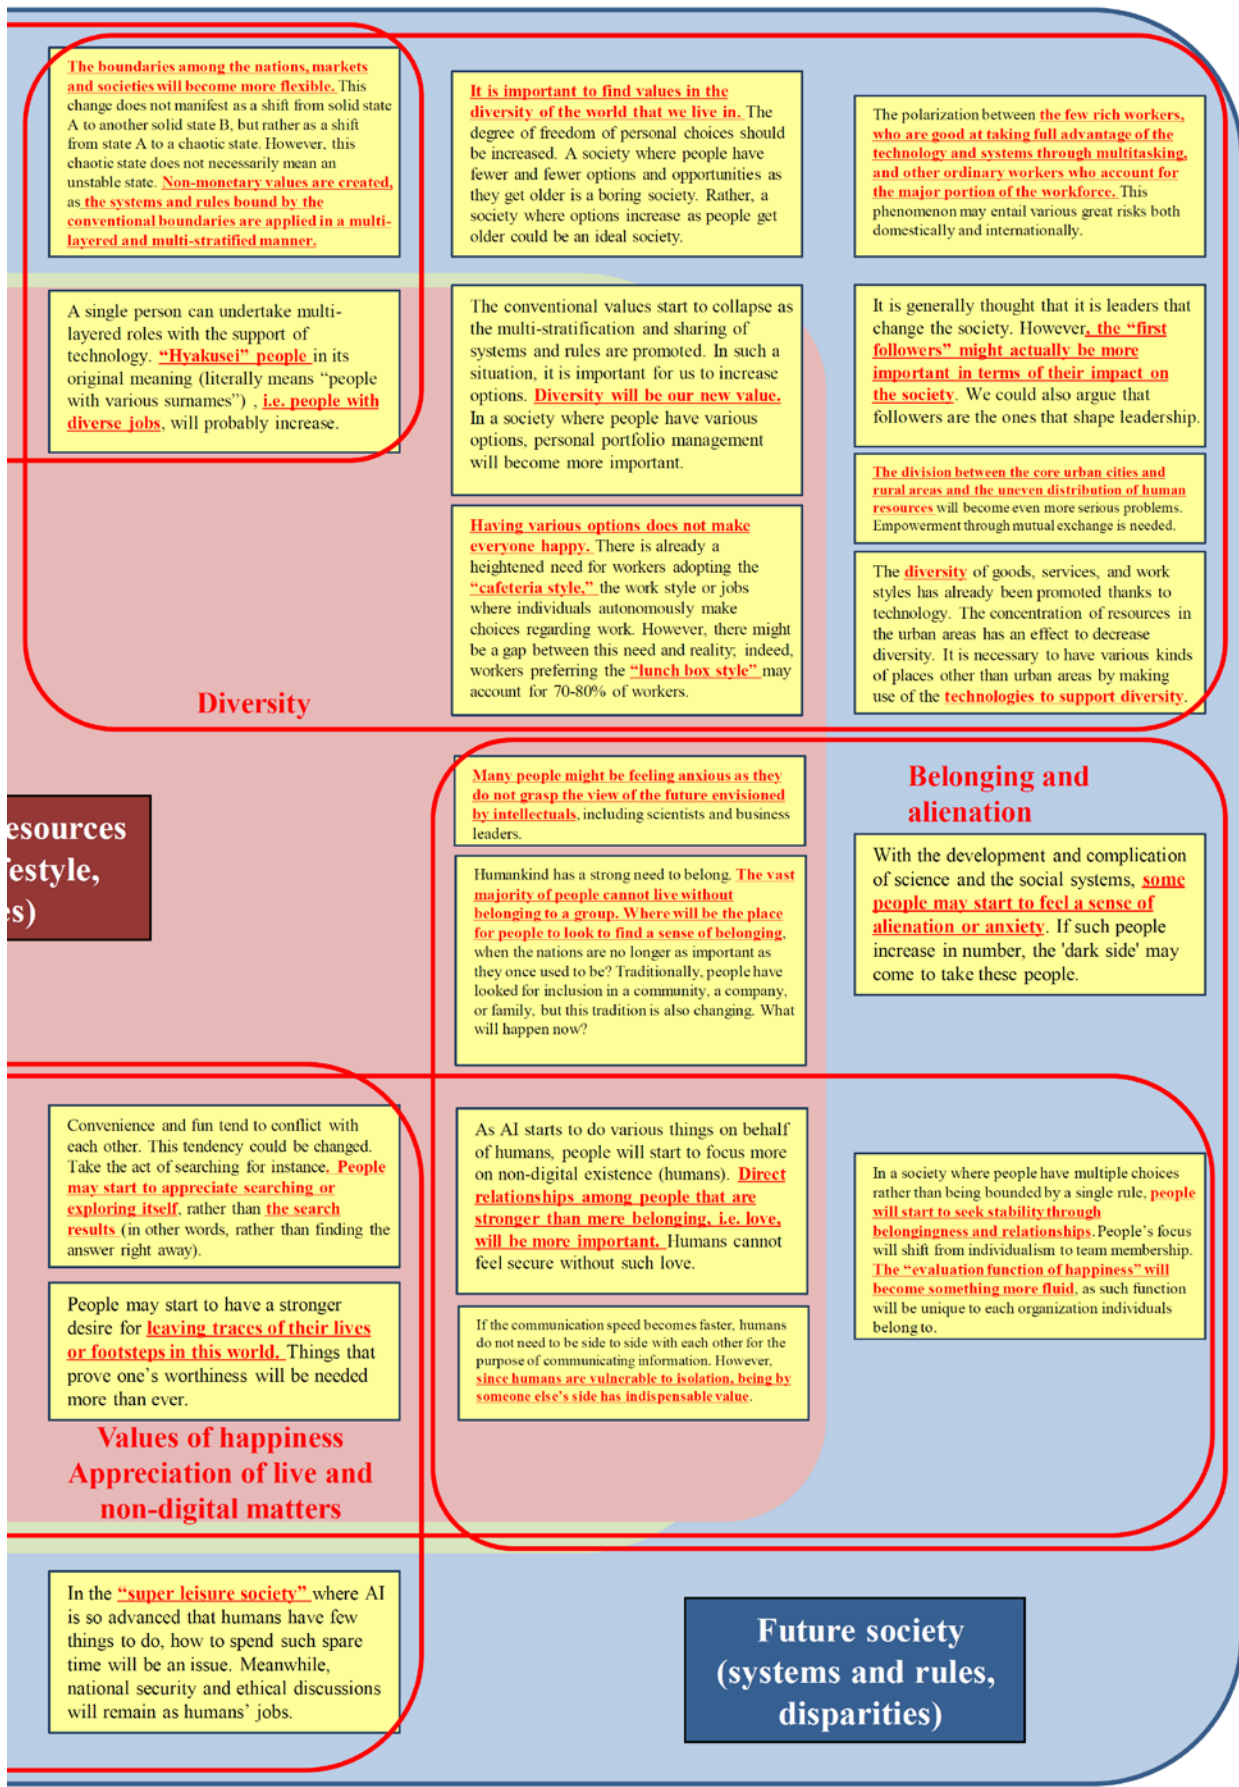 The boundaries among the nations, markets
and societies will become more flexible. This
change does not manifest as a shift from solid state
A to another solid state B, but rather as a shift
from state A to a chaotic state. However, this
chaotic state does not necessarily mean an
unstable state. Non-monetary values are created,
as the systems and rules bound by the
conventional boundaries are applied in a multi-
layered and multi-stratified manner.
It is important to find values in the
diversity of the world that we live in. The
degree of freedom of personal choices should
be increased. A society where people have
fewer and fewer options and opportunities as
they get older is a boring society. Rather, a
society where options increase as people get
older could be an ideal society.
The polarization between the few rich workers,
who are good at taking full advantage of the
technology and systems through multitasking,
and other ordinary workers who account for
the major portion of the workforce. This
phenomenon may entail various great risks both
domestically and internationally.
A single person can undertake multi-
layered roles with the support of
technology. “Hyakusei” people in its
original meaning (literally means “people
with various surnames”) , i.e. people with
diverse jobs, will probably increase.
The conventional values start to collapse as
the multi-stratification and sharing of
systems and rules are promoted. In such a
situation, it is important for us to increase
options. Diversity will be our new value.
In a society where people have various
options, personal portfolio management
will become more important.
It is generally thought that it is leaders that
change the society. However, the “first
followers” might actually be more
important in terms of their impact on
the society. We could also argue that
followers are the ones that shape leadership.
The division between the core urban cities and
rural areas and the uneven distribution of human
resources will become even more serious problems.
Empowerment through mutual exchange is needed.
Having various options does not make
everyone happy. There is already a
heightened need for workers adopting the
“cafeteria style,” the work style or jobs
where individuals autonomously make
choices regarding work. However, there might
be a gap between this need and reality; indeed,
workers preferring the “lunch box style” may
account for 70-80% of workers.
The diversity of goods, services, and work
styles has already been promoted thanks to
technology. The concentration of resources in
the urban areas has an effect to decrease
diversity. It is necessary to have various kinds
of places other than urban areas by making
use of the technologies to support diversity.
Diversity
Many people might be feeling anxious as they
do not grasp the view of the future envisioned
by intellectuals, including scientists and business
leaders.
Belonging and
alienation
esources
festyle,
es)
Humankind has a strong need to belong. The vast
majority of people cannot live without
belonging to a group. Where will be the place
for people to look to find a sense of belonging,
when the nations are no longer as important as
they once used to be? Traditionally, people have
looked for inclusion in a community, a company,
or family, but this tradition is also changing. What
will happen now?
With the development and complication
of science and the social systems, some
people may start to feel a sense of
alienation or anxiety. If such people
increase in number, the 'dark side' may
come to take these people.
Convenience and fun tend to conflict with
each other. This tendency could be changed.
Take the act of searching for instance. People
may start to appreciate searching or
exploring itself, rather than the search
results (in other words, rather than finding the
answer right away).
As AI starts to do various things on behalf
of humans, people will start to focus more
on non-digital existence (humans). Direct
relationships among people that are
stronger than mere belonging, i.e. love,
will be more important. Humans cannot
feel secure without such love.
In a society where people have multiple choices
rather than being bounded by a single rule, people
will start to seek stability through
belongingness and relationships. People’s focus
will shift from individualism to team membership.
The “evaluation function of happiness” will
become something more fluid, as such function
will be unique to each organization individuals
belong to.
People may start to have a stronger
desire for leaving traces of their lives
or footsteps in this world. Things that
prove one’s worthiness will be needed
more than ever.
If the communication speed becomes faster, humans
do not need to be side to side with each other for the
purpose of communicating information. However,
since humans are vulnerable to isolation, being by
someone else’s side has indispensable value.
Values of happiness
Appreciation of live and
non-digital matters
In the “super leisure society” where AI
is so advanced that humans have few
things to do, how to spend such spare
time will be an issue. Meanwhile,
national security and ethical discussions
will remain as humans’ jobs.
Future society
(systems and rules,
disparities)